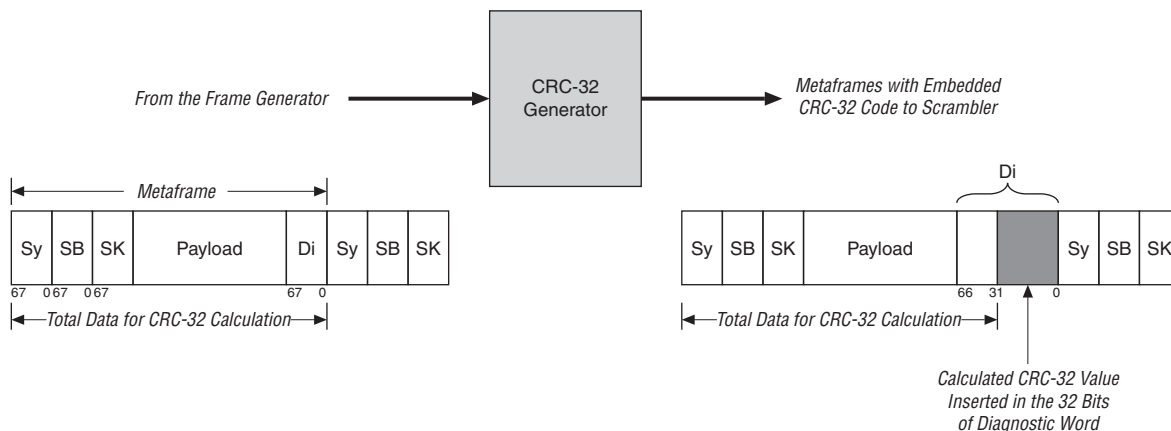 CRC-32
Generator
From the Frame Generator
Metaframes with Embedded
CRC-32 Code to Scrambler
Metaframe
Sy SB SK Payload Di Sy SB SK
67 0 67 0 67 67 0
Total Data for CRC-32 Calculation
Di
Sy SB SK Payload Sy SB SK
66 31 0
Total Data for CRC-32 Calculation
Calculated CRC-32 Value
Inserted in the 32 Bits
of Diagnostic Word